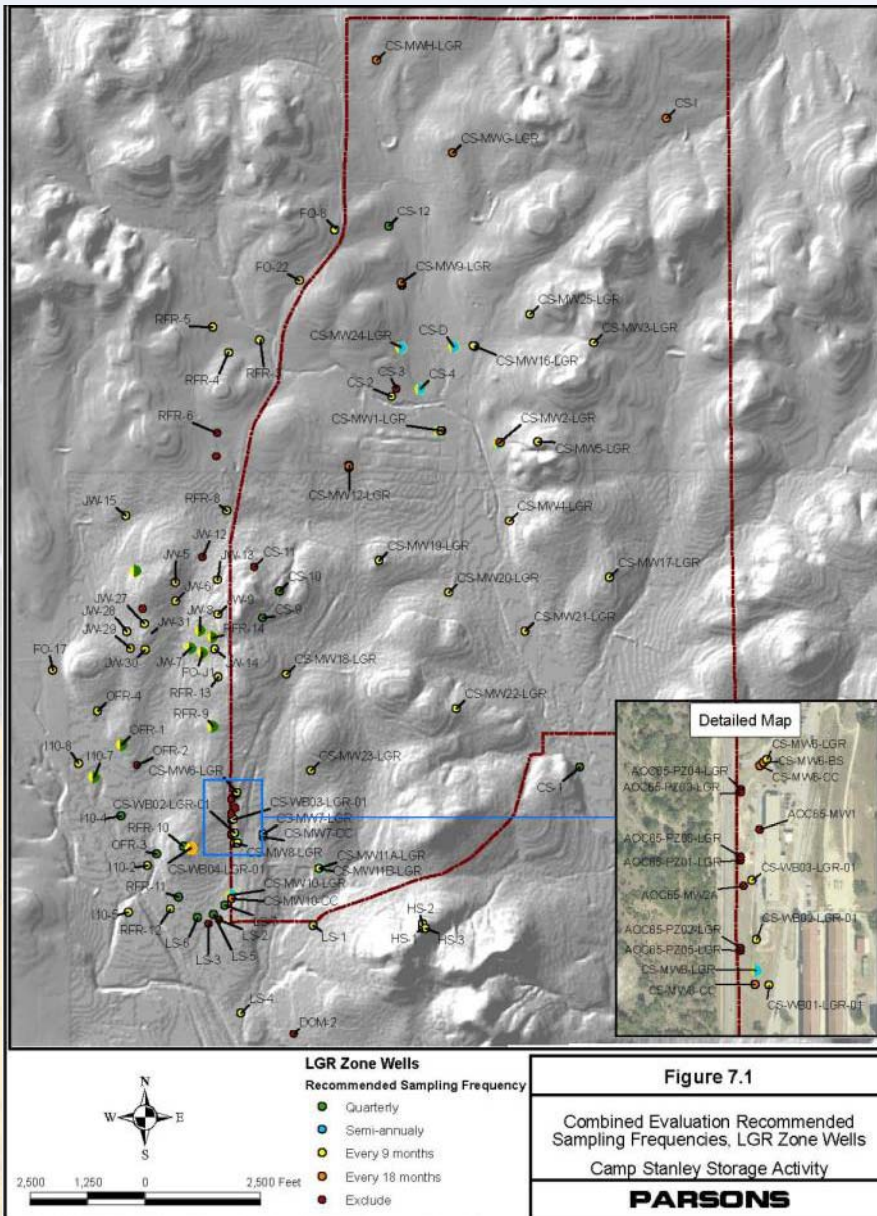 CS-MWH-LGR
CS-I
CS-MWG-LGR
FO-8
CS-12
FO-22
CS-MW9-LGR
RFR-5
CS-MW25-LGR
CS-MW24-LGR
CS-D
CS-MW3-LGR
RFR-4
RFR-3
CS-MW16-LGR
CS-3
CS-4
CS-2
RFR-6
CS-MW1-LGR
CS-MW2-LGR
CS-MW5-LGR
CS-MW12-LGR
JW-15
RFR-8
CS-MW4-LGR
JW-12
CS-11
JW-5
JW-13
CS-MW19-LGR
JW-6
CS-10
CS-MW17-LGR
JW-27
CS-MW20-LGR
JW-28
JW-8
JW-9
CS-9
JW-29
JW-31
RFR-14
CS-MW21-LGR
FO-17
JW-30
JW-7
JW-14
FO-J1
CS-MW18-LGR
RFR-13
OFR-4
RFR-9
CS-MW22-LGR
OFR-1
I10-8
I10-7
OFR-2
CS-MW23-LGR
CS-MW6-LGR
CS-1
CS-WB02-LGR-01
CS-WB03-LGR-01
I10-4
CS-MW7-LGR
RFR-10
CS-MW7-CC
OFR-3
CS-MW8-LGR
I10-2
CS-WB04-LGR-01
CS-MW11A-LGR
CS-MW11B-LGR
RFR-11
CS-MW10-LGR
CS-MW10-CC
I10-5
RFR-12
HS-2
LS-6
LS-2
LS-1
HS-1
HS-3
LS-3
LS-5
LS-4
DOM-2
Detailed Map
CS-MW6-LGR
CS-MW6-BS
CS-MW6-CC
AOC65-PZ04-LGR
AOC65-PZ03-LGR
AOC65-MW1
AOC65-PZ01-LGR
CS-WB03-LGR-01
AOC65-MW2A
CS-WB02-LGR-01
AOC65-PZ02-LGR
AOC65-PZ05-LGR
CS-MW8-LGR
CS-MW8-CC
CS-WB01-LGR-01
N
W
E
S
2,500
1,250
0
2,500 Feet
LGR Zone Wells
Recommended Sampling Frequency
Quarterly
Semi-annualy
Every 9 months
Every 18 months
Exclude
Figure 7.1
Combined Evaluation Recommended
Sampling Frequencies, LGR Zone Wells
Camp Stanley Storage Activity
PARSONS